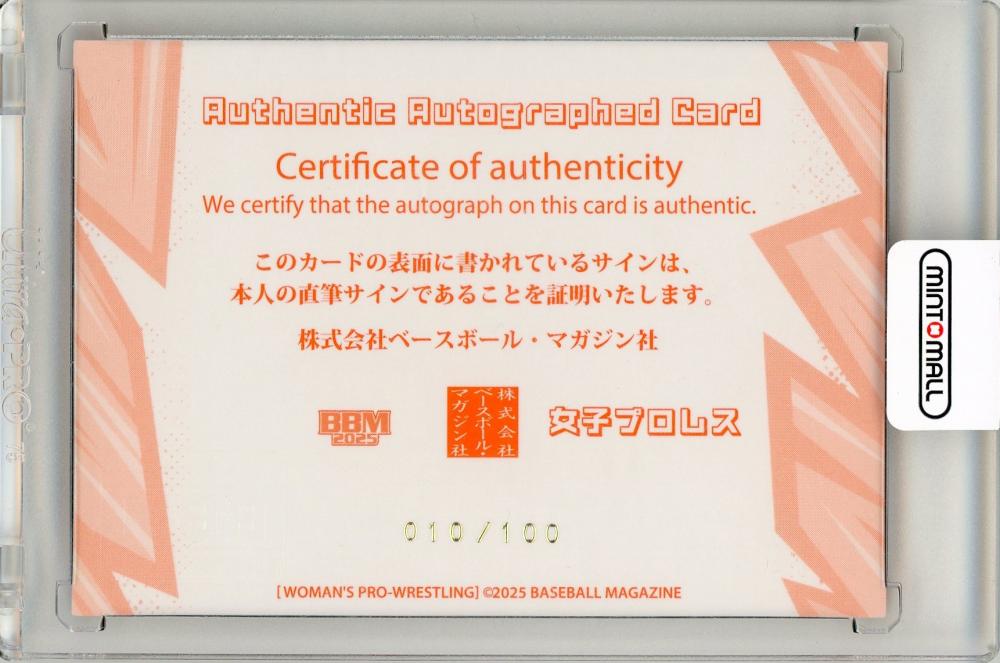 Authentic Autographed Card
Certificate of authenticity
We certify that the autograph on this card is authentic.
このカードの表面に書かれているサインは、
本人の直筆サインであることを証明いたします。
株式会社ベースボール・マガジン社
BBM
2025
株式会社
ベースボール・
マガジン社
女子プロレス
010/100
[WOMAN'S PRO-WRESTLING] ©2025 BASEBALL MAGAZINE
MINT MALL
ultra·PRO®